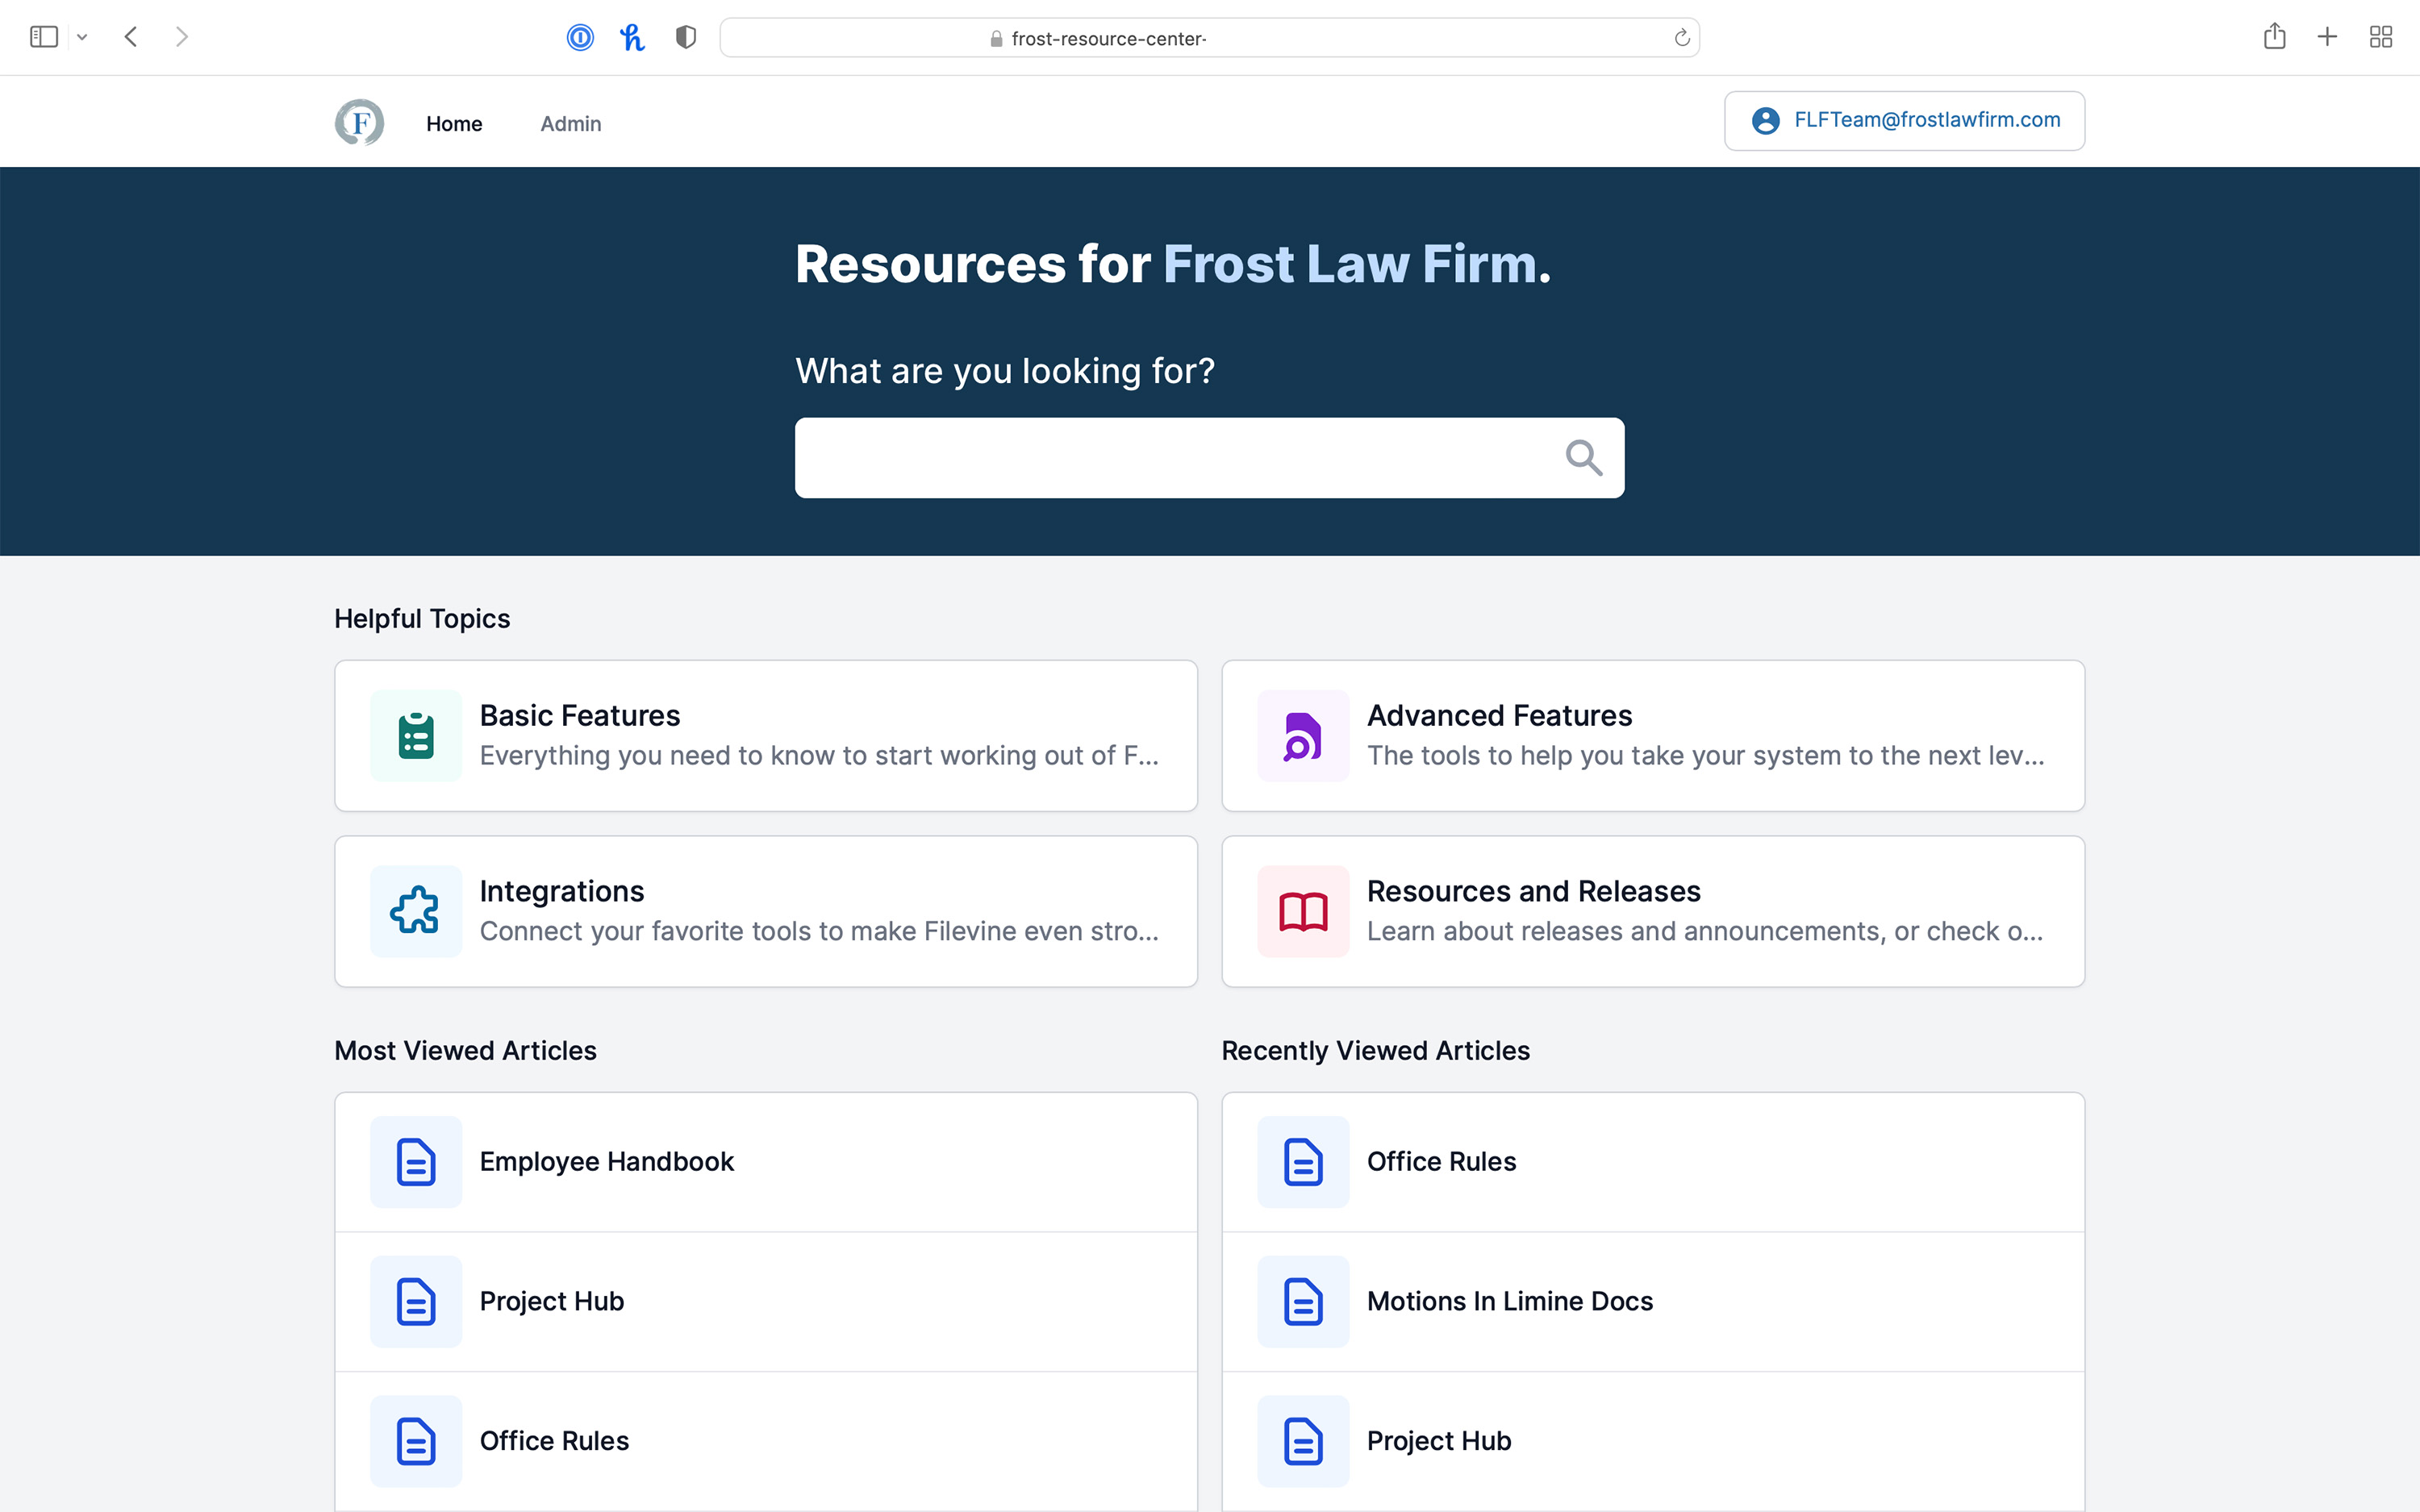 frost-resource-center-
F
Home
Admin
FLFTeam@frostlawfirm.com
Resources for Frost Law Firm.
What are you looking for?
Helpful Topics
Basic Features
Everything you need to know to start working out of F...
Advanced Features
The tools to help you take your system to the next lev...
Integrations
Connect your favorite tools to make Filevine even stro...
Resources and Releases
Learn about releases and announcements, or check o...
Most Viewed Articles
Employee Handbook
Project Hub
Office Rules
Recently Viewed Articles
Office Rules
Motions In Limine Docs
Project Hub